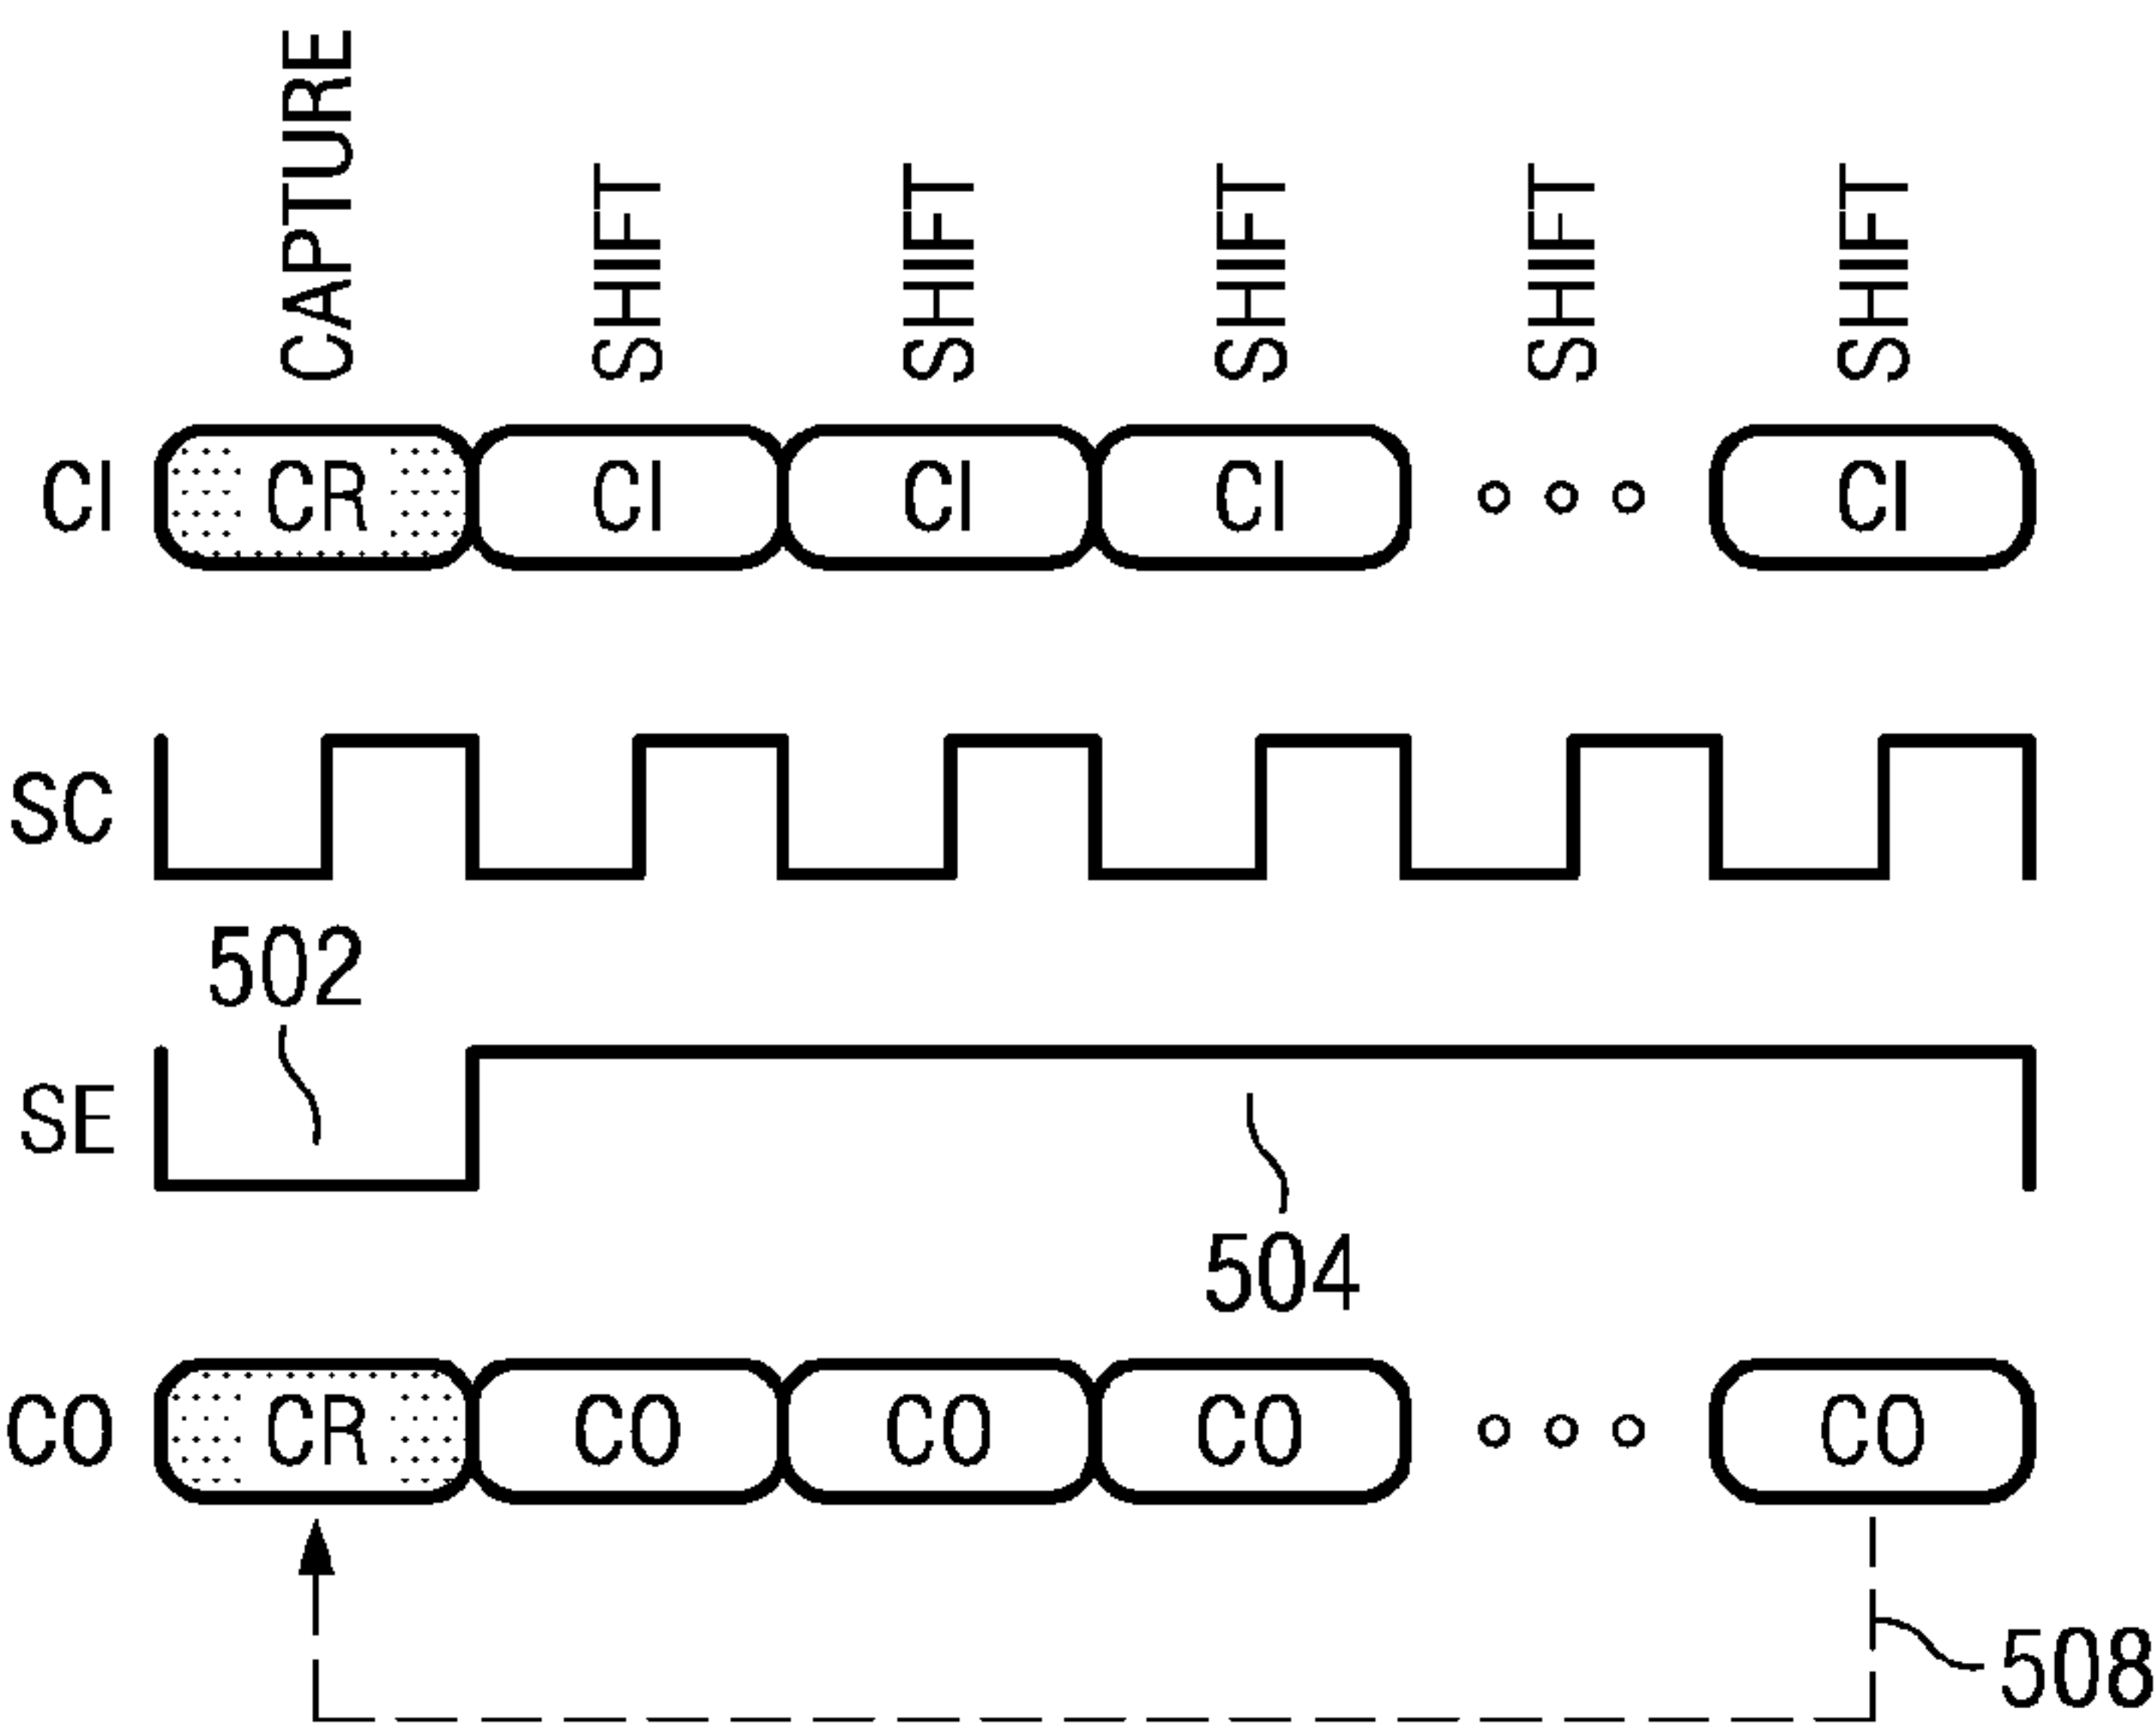 CAPTURE SHIFT SHIFT SHIFT SHIFT SHIFT
CI CR CI CI CI CI
SC
502
SE
504
CO CR CO CO CO CO
508